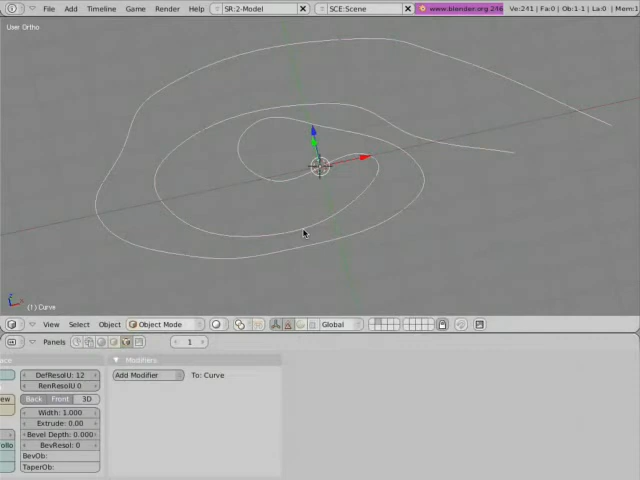 File Add Timeline Game Render Help SR:2-Model SCE:Scene www.blender.org 246 Ve:241 | Fa:0 | Ob:1-1 | La:0 | Mem:1
User Ortho
(1) Curve
View Select Object Object Mode Global
Panels 1
Modifiers
DefResolU: 12 Add Modifier To: Curve
RenResolU 0
Back Front 3D
Width: 1.000
Extrude: 0.00
Bevel Depth: 0.000
BevResol: 0
BevOb:
TaperOb: